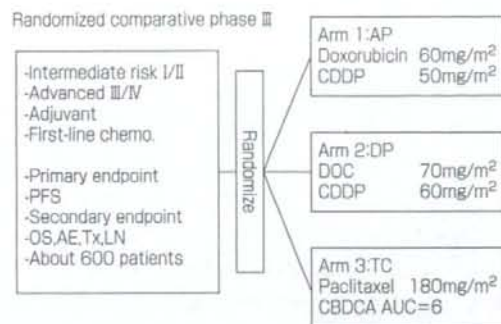 Randomized comparative phase Ⅲ
-Intermediate risk Ⅰ/Ⅱ
-Advanced Ⅲ/Ⅳ
-Adjuvant
-First-line chemo.
-Primary endpoint
-PFS
-Secondary endpoint
-OS,AE,Tx,LN
-About 600 patients
Randomize
Arm 1:AP
Doxorubicin 60mg/m²
CDDP 50mg/m²
Arm 2:DP
DOC 70mg/m²
CDDP 60mg/m²
Arm 3:TC
Paclitaxel 180mg/m²
CBDCA AUC=6